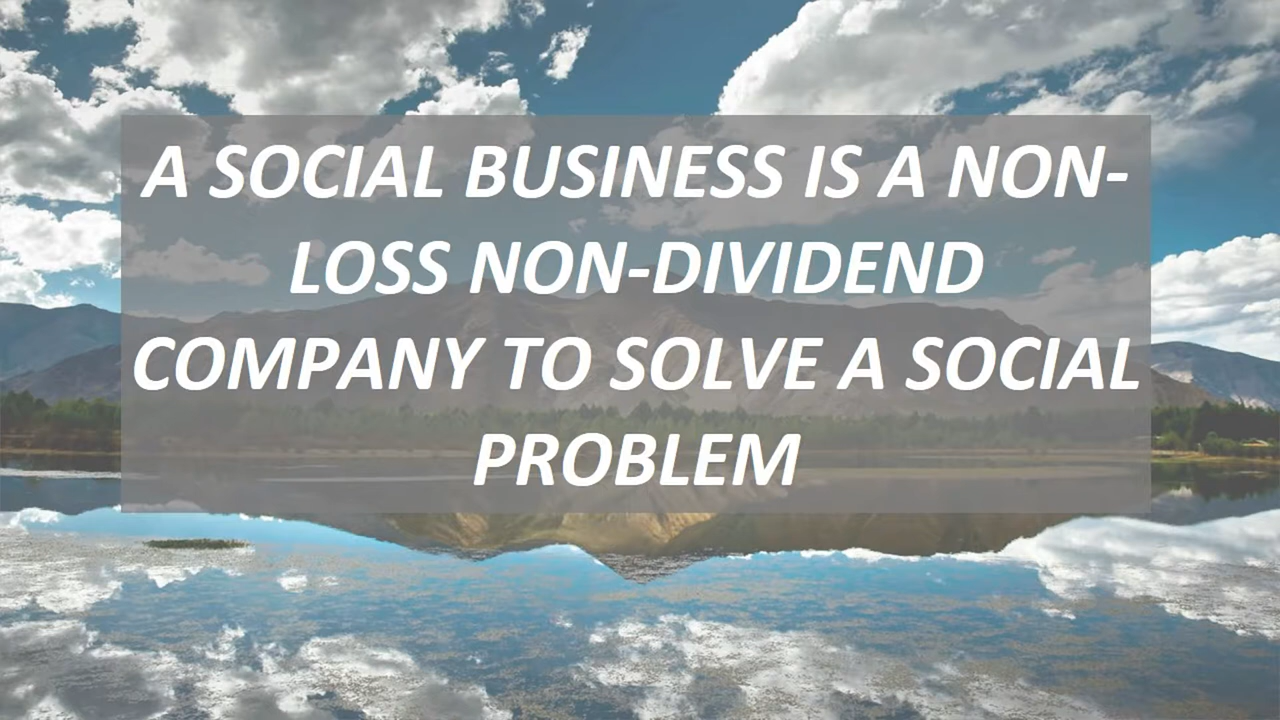 A SOCIAL BUSINESS IS A NON-
LOSS NON-DIVIDEND
COMPANY TO SOLVE A SOCIAL
PROBLEM